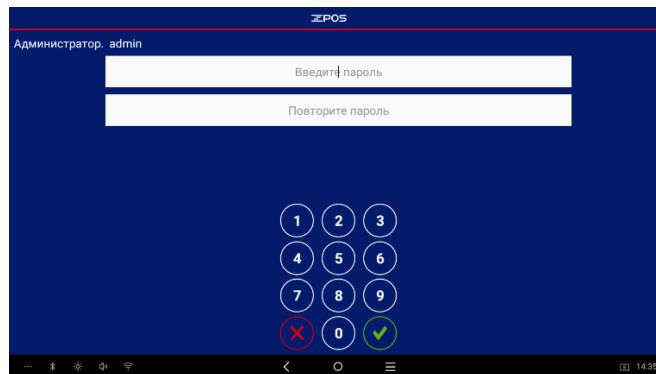 ZPOS
Администратор. admin
Введите пароль
Повторите пароль
1 2 3
4 5 6
7 8 9
0
14:35